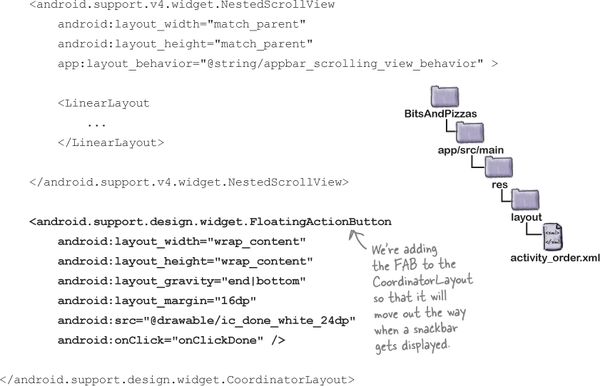 <android.support.v4.widget.NestedScrollView
android:layout_width="match_parent"
android:layout_height="match_parent"
app:layout_behavior="@string/appbar_scrolling_view_behavior" >
<LinearLayout
...
</LinearLayout>
</android.support.v4.widget.NestedScrollView>
<android.support.design.widget.FloatingActionButton
android:layout_width="wrap_content"
android:layout_height="wrap_content"
android:layout_gravity="end|bottom"
android:layout_margin="16dp"
android:src="@drawable/ic_done_white_24dp"
android:onClick="onClickDone" />
</android.support.design.widget.CoordinatorLayout>
We're adding
the FAB to the
CoordinatorLayout
so that it will
move out the way
when a snackbar
gets displayed.
BitsAndPizzas
app/src/main
res
layout
<xml>
</xml>
activity_order.xml